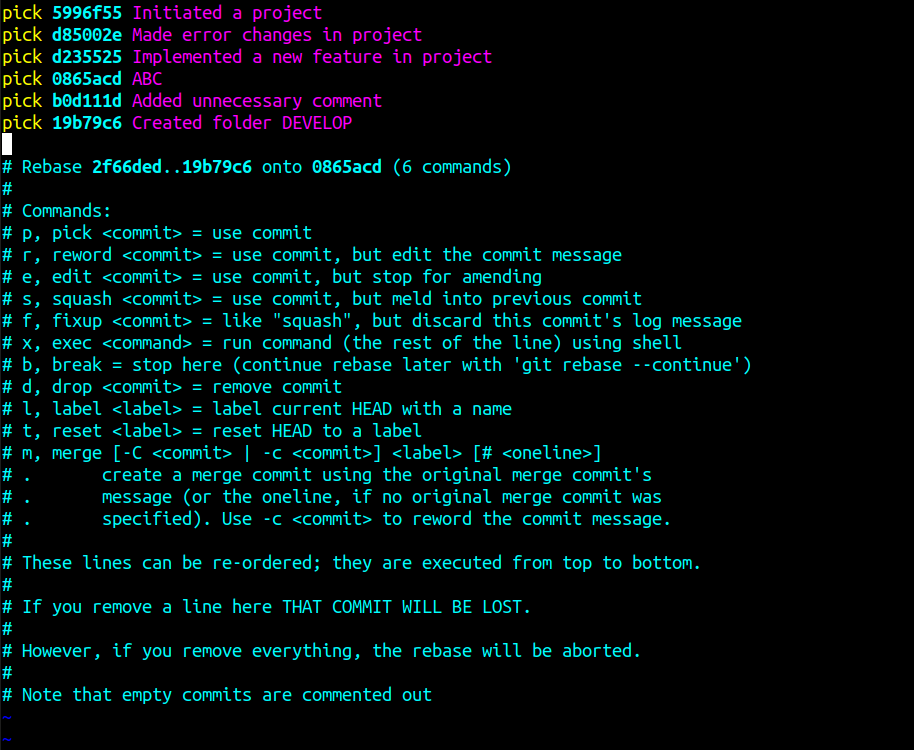 pick 5996f55 Initiated a project
pick d85002e Made error changes in project
pick d235525 Implemented a new feature in project
pick 0865acd ABC
pick b0d111d Added unnecessary comment
pick 19b79c6 Created folder DEVELOP

# Rebase 2f66ded..19b79c6 onto 0865acd (6 commands)
#
# Commands:
# p, pick <commit> = use commit
# r, reword <commit> = use commit, but edit the commit message
# e, edit <commit> = use commit, but stop for amending
# s, squash <commit> = use commit, but meld into previous commit
# f, fixup <commit> = like "squash", but discard this commit's log message
# x, exec <command> = run command (the rest of the line) using shell
# b, break = stop here (continue rebase later with 'git rebase --continue')
# d, drop <commit> = remove commit
# l, label <label> = label current HEAD with a name
# t, reset <label> = reset HEAD to a label
# m, merge [-C <commit> | -c <commit>] <label> [# <oneline>]
# .       create a merge commit using the original merge commit's
# .       message (or the oneline, if no original merge commit was
# .       specified). Use -c <commit> to reword the commit message.
#
# These lines can be re-ordered; they are executed from top to bottom.
#
# If you remove a line here THAT COMMIT WILL BE LOST.
#
# However, if you remove everything, the rebase will be aborted.
#
# Note that empty commits are commented out
~
~